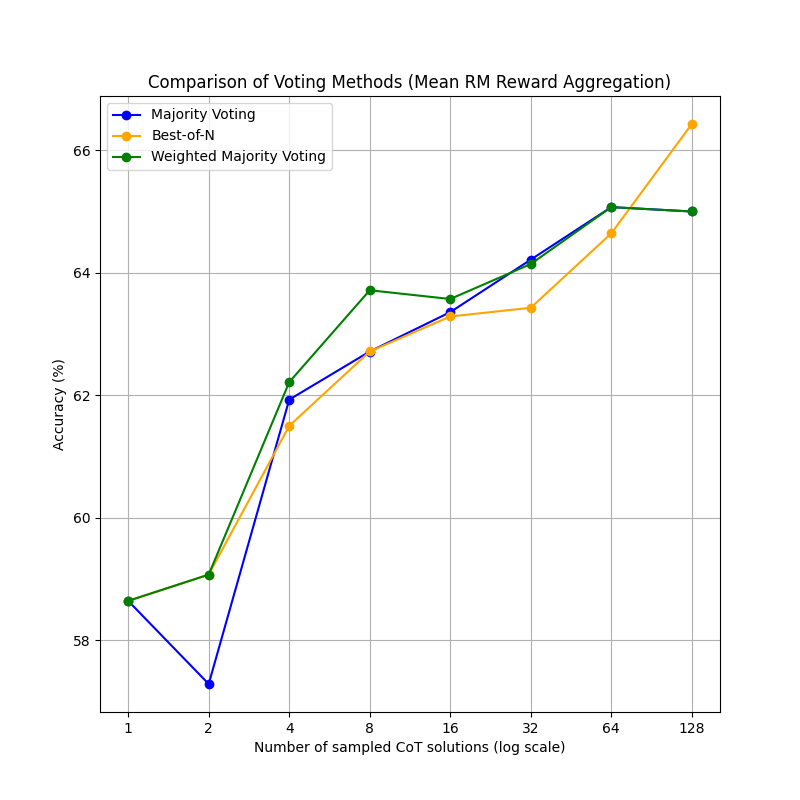 Comparison of Voting Methods (Mean RM Reward Aggregation)
Majority Voting
Best-of-N
Weighted Majority Voting
66
64
62
60
58
Accuracy (%)
1 2 4 8 16 32 64 128
Number of sampled CoT solutions (log scale)